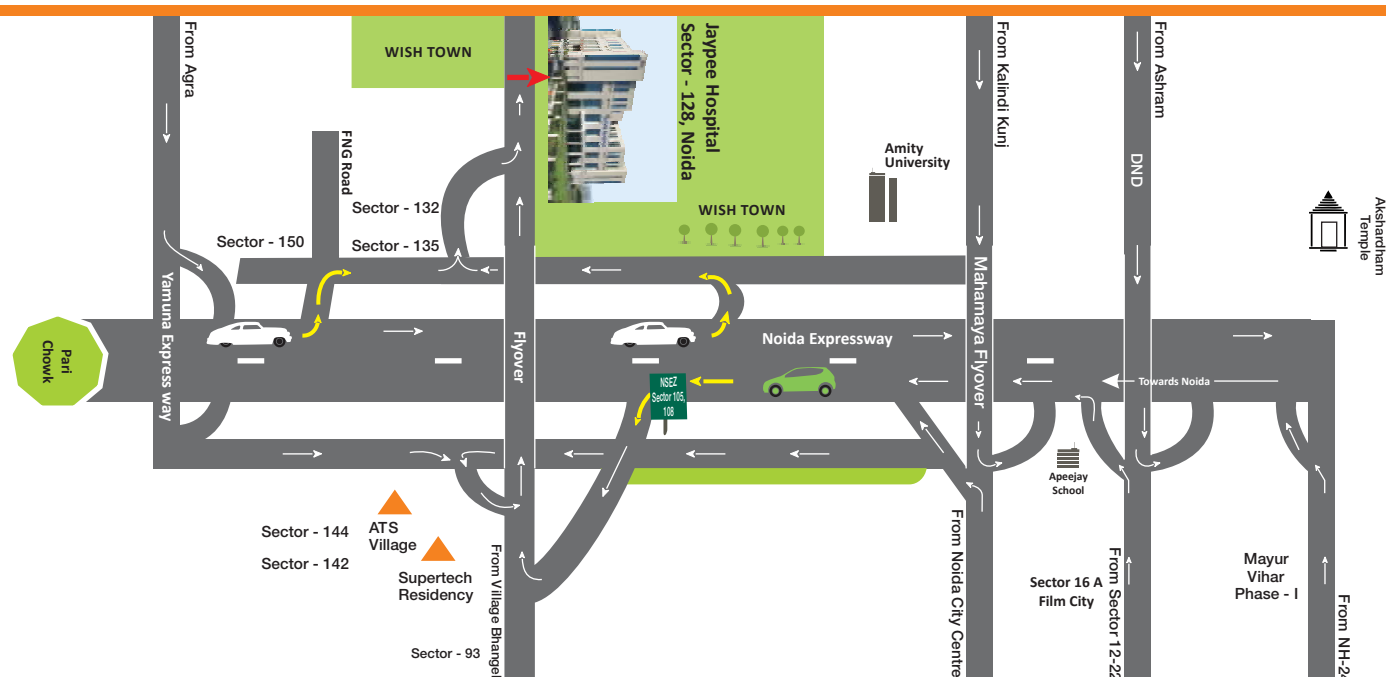 From Agra
WISH TOWN
Jaypee Hospital
Sector - 128, Noida
From Kalindi Kunj
From Ashram
DND
Akshardham
Temple
Amity
University
FNG Road
Sector - 132
WISH TOWN
Sector - 150
Sector - 135
Yamuna Express way
Flyover
Mahamaya Flyover
Noida Expressway
Pari
Chowk
NSEZ
Sector 105,
108
Towards Noida
Apeejay
School
Sector - 144
ATS
Village
Sector - 142
Supertech
Residency
Sector - 93
From Village Bhangel
From Noida City Centre
Sector 16 A
Film City
From Sector 12-22
Mayur
Vihar
Phase - I
From NH-24